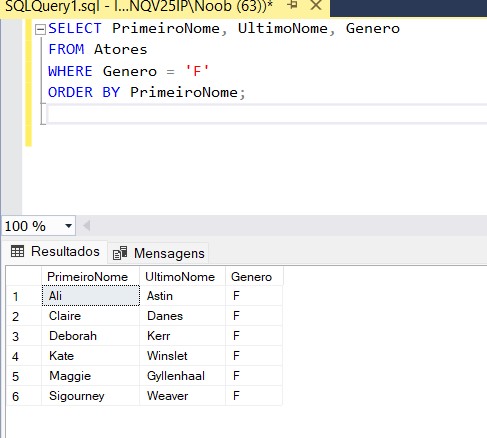 SQLQuery1.sql - I...NQV25IP\Noob (63))*
SELECT PrimeiroNome, UltimoNome, Genero
FROM Atores
WHERE Genero = 'F'
ORDER BY PrimeiroNome;
100 %
Resultados Mensagens
PrimeiroNome UltimoNome Genero
1 Ali Astin F
2 Claire Danes F
3 Deborah Kerr F
4 Kate Winslet F
5 Maggie Gyllenhaal F
6 Sigourney Weaver F